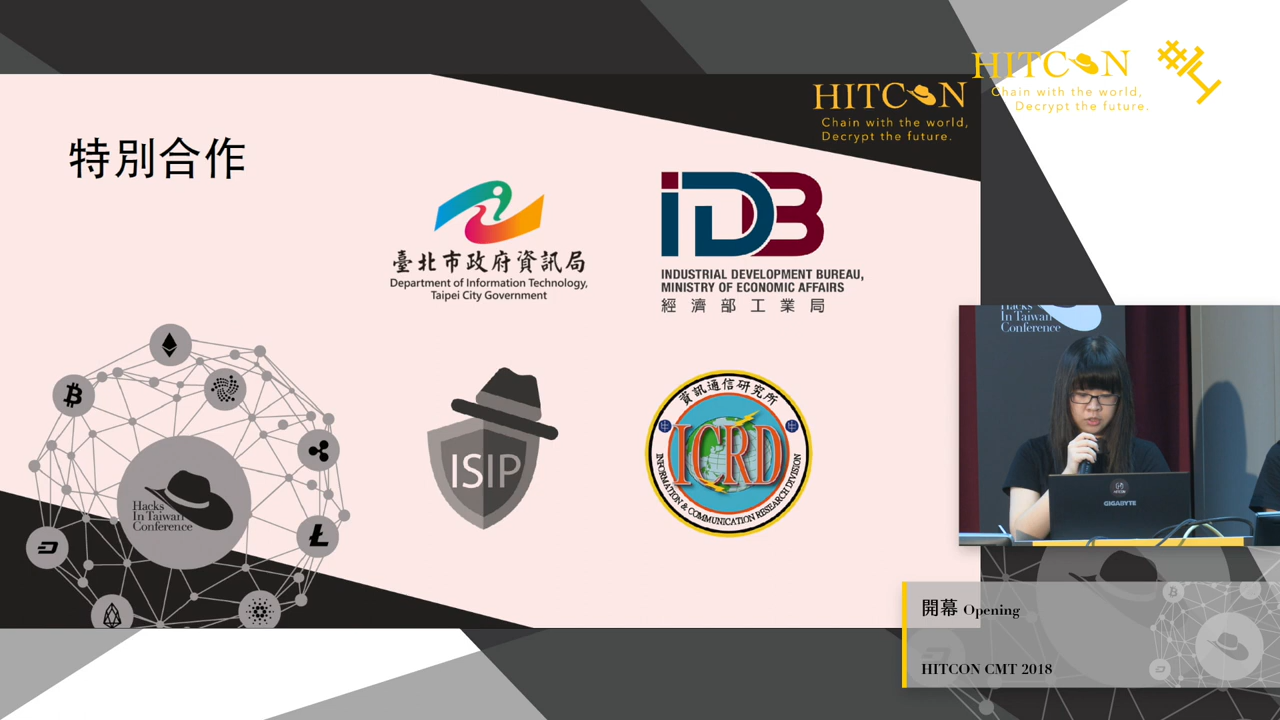 HITCON
Chain with the world,
Decrypt the future.
#14
HITCON
Chain with the world,
Decrypt the future.
特別合作
臺北市政府資訊局
Department of Information Technology,
Taipei City Government
iDB
INDUSTRIAL DEVELOPMENT BUREAU,
MINISTRY OF ECONOMIC AFFAIRS
經濟部工業局
ISIP
資訊通信研究所
ICRD
INFORMATION & COMMUNICATION RESEARCH DIVISION
Hacks
In Taiwan
Conference
Hacks
In Taiwan
Conference
GIGABYTE
開幕 Opening
HITCON CMT 2018